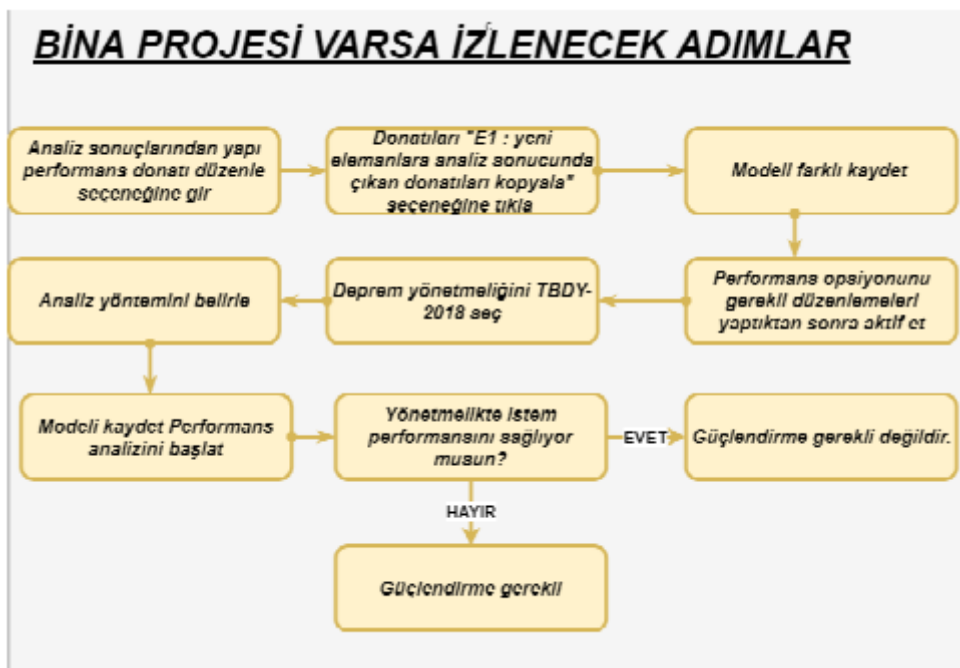 BİNA PROJESİ VARSA İZLENECEK ADIMLAR
Analiz sonuçlarından yapı
performans donatı düzenle
seçeneğine gir
Donatıları "E1 : yeni
elemanlara analiz sonucunda
çıkan donatıları kopyala"
seçeneğine tıkla
Modeli farklı kaydet
Performans opsiyonunu
gerekli düzenlemeleri
yaptıktan sonra aktif et
Deprem yönetmeliğini TBDY-
2018 seç
Analiz yöntemini belirle
Modeli kaydet Performans
analizini başlat
Yönetmelikte istem
performansını sağlıyor
musun?
EVET
Güçlendirme gerekli değildir.
HAYIR
Güçlendirme gerekli